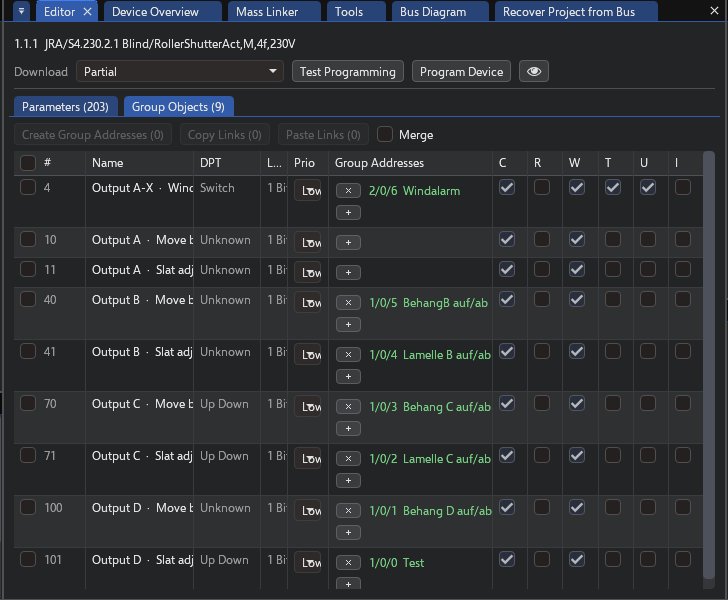 Editor × Device Overview Mass Linker Tools Bus Diagram Recover Project from Bus ×
1.1.1 JRA/S4.230.2.1 Blind/RollerShutterAct,M,4f,230V
Download Partial Test Programming Program Device
Parameters (203) Group Objects (9)
Create Group Addresses (0) Copy Links (0) Paste Links (0) Merge
# Name DPT L... Prio Group Addresses C R W T U I
4 Output A-X · Wind Switch 1 Bi Low × 2/0/6 Windalarm
+
10 Output A · Move b Unknown 1 Bi Low +
11 Output A · Slat adj Unknown 1 Bi Low +
40 Output B · Move b Unknown 1 Bi Low × 1/0/5 BehangB auf/ab
+
41 Output B · Slat adj Unknown 1 Bi Low × 1/0/4 Lamelle B auf/ab
+
70 Output C · Move b Up Down 1 Bi Low × 1/0/3 Behang C auf/ab
+
71 Output C · Slat adj Up Down 1 Bi Low × 1/0/2 Lamelle C auf/ab
+
100 Output D · Move b Unknown 1 Bi Low × 1/0/1 Behang D auf/ab
+
101 Output D · Slat adj Up Down 1 Bi Low × 1/0/0 Test
+